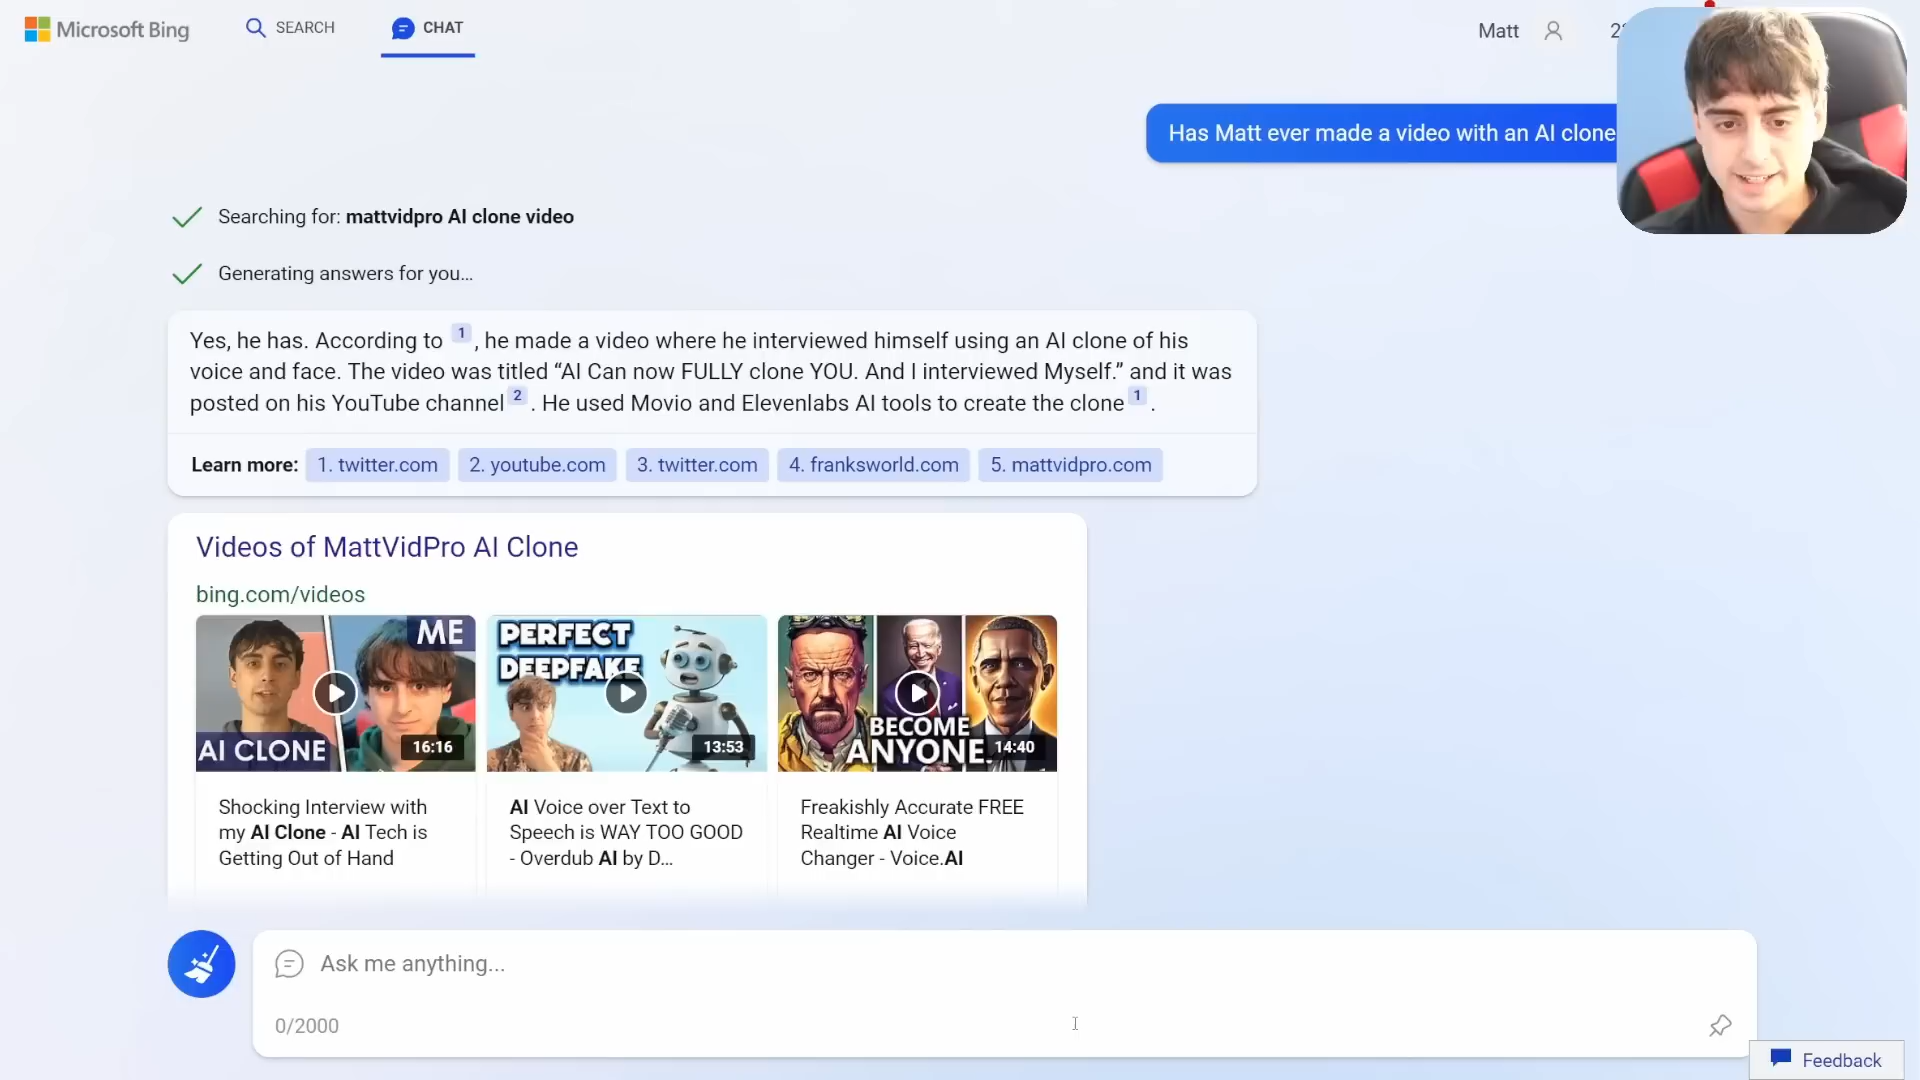 Microsoft Bing
SEARCH
CHAT
Matt
Has Matt ever made a video with an AI clone
Searching for: mattvidpro AI clone video
Generating answers for you...
Yes, he has. According to 1 , he made a video where he interviewed himself using an AI clone of his
voice and face. The video was titled “AI Can now FULLY clone YOU. And I interviewed Myself.” and it was
posted on his YouTube channel 2 . He used Movio and Elevenlabs AI tools to create the clone 1 .
Learn more: 1. twitter.com 2. youtube.com 3. twitter.com 4. franksworld.com 5. mattvidpro.com
Videos of MattVidPro AI Clone
bing.com/videos
ME
AI CLONE
16:16
PERFECT
DEEPFAKE
13:53
BECOME
ANYONE.
14:40
Shocking Interview with
my AI Clone - AI Tech is
Getting Out of Hand
AI Voice over Text to
Speech is WAY TOO GOOD
- Overdub AI by D...
Freakishly Accurate FREE
Realtime AI Voice
Changer - Voice.AI
Ask me anything...
0/2000
Feedback